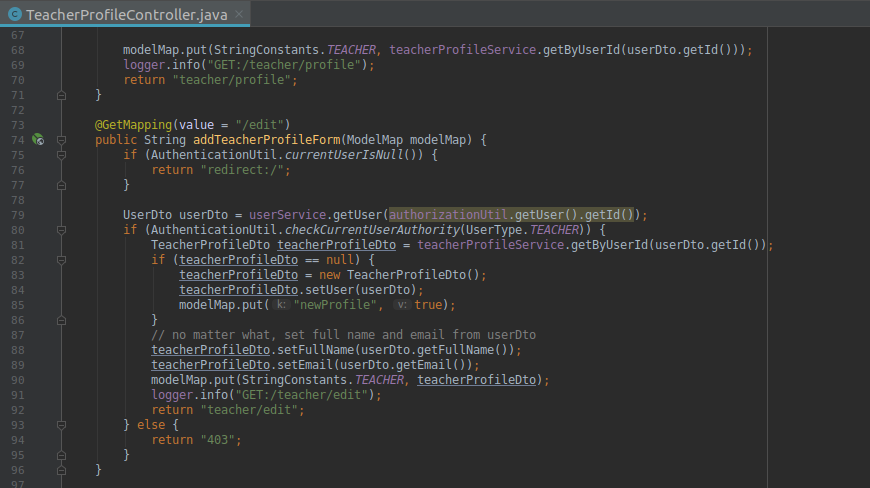 TeacherProfileController.java
67
68 modelMap.put(StringConstants.TEACHER, teacherProfileService.getByUserId(userDto.getId()));
69 logger.info("GET:/teacher/profile");
70 return "teacher/profile";
71 }
72
73 @GetMapping(value = "/edit")
74 public String addTeacherProfileForm(ModelMap modelMap) {
75 if (AuthenticationUtil.currentUserIsNull()) {
76 return "redirect:/";
77 }
78
79 UserDto userDto = userService.getUser(authorizationUtil.getUser().getId());
80 if (AuthenticationUtil.checkCurrentUserAuthority(UserType.TEACHER)) {
81 TeacherProfileDto teacherProfileDto = teacherProfileService.getByUserId(userDto.getId());
82 if (teacherProfileDto == null) {
83 teacherProfileDto = new TeacherProfileDto();
84 teacherProfileDto.setUser(userDto);
85 modelMap.put( k: "newProfile", v: true);
86 }
87 // no matter what, set full name and email from userDto
88 teacherProfileDto.setFullName(userDto.getFullName());
89 teacherProfileDto.setEmail(userDto.getEmail());
90 modelMap.put(StringConstants.TEACHER, teacherProfileDto);
91 logger.info("GET:/teacher/edit");
92 return "teacher/edit";
93 } else {
94 return "403";
95 }
96 }
97